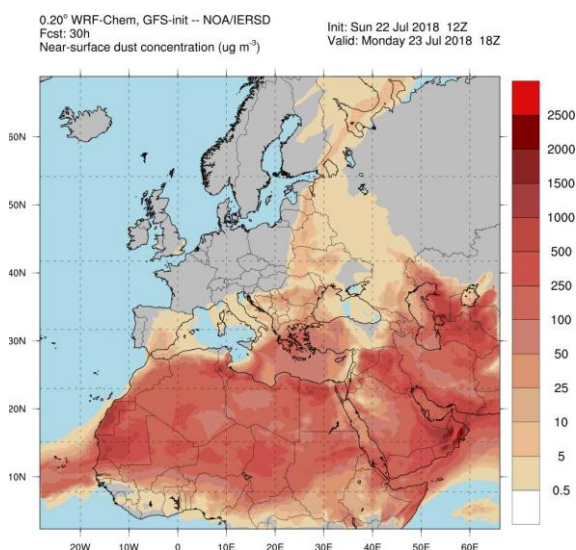 0.20° WRF-Chem, GFS-init -- NOA/IERSD
Fcst: 30h
Near-surface dust concentration (ug m⁻³)
Init: Sun 22 Jul 2018 12Z
Valid: Monday 23 Jul 2018 18Z
60N
50N
40N
30N
20N
10N
20W
10W
0
10E
20E
30E
40E
50E
60E
2500
2000
1500
1000
500
250
100
50
25
10
5
0.5